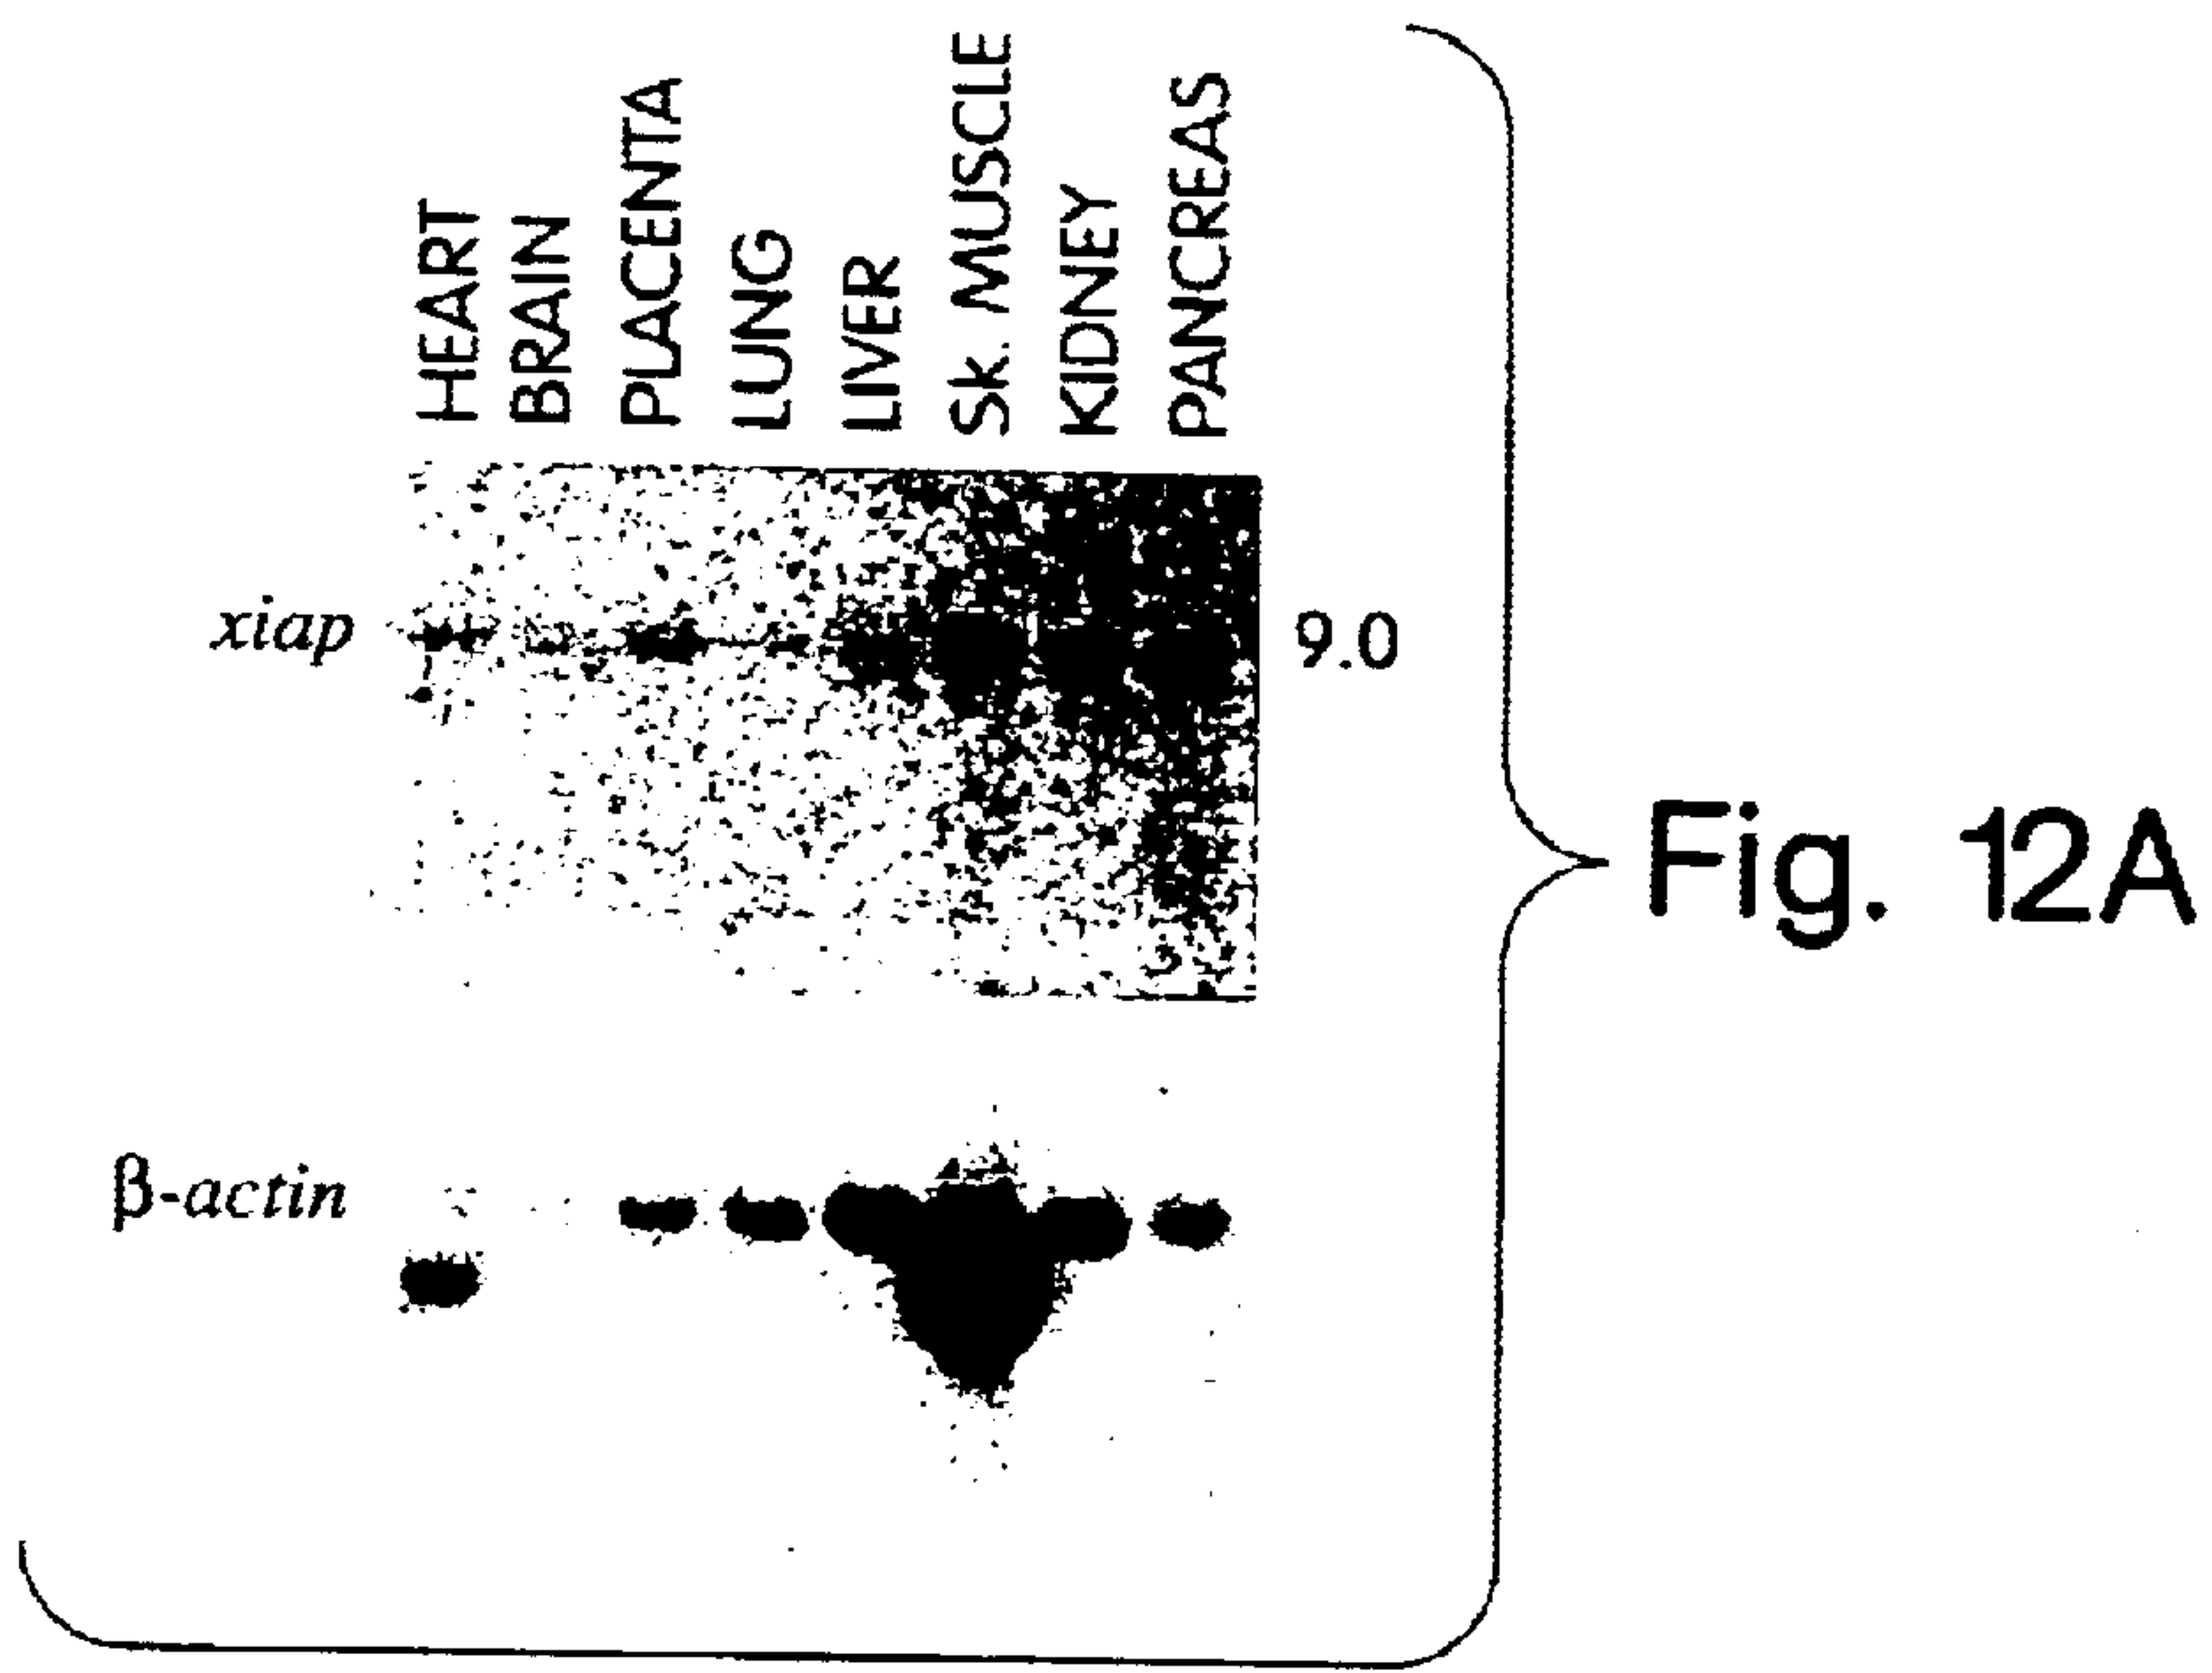 HEART
BRAIN
PLACENTA
LUNG
LIVER
Sk. MUSCLE
KIDNEY
PANCREAS
xiap
9.0
β-actin
Fig. 12A